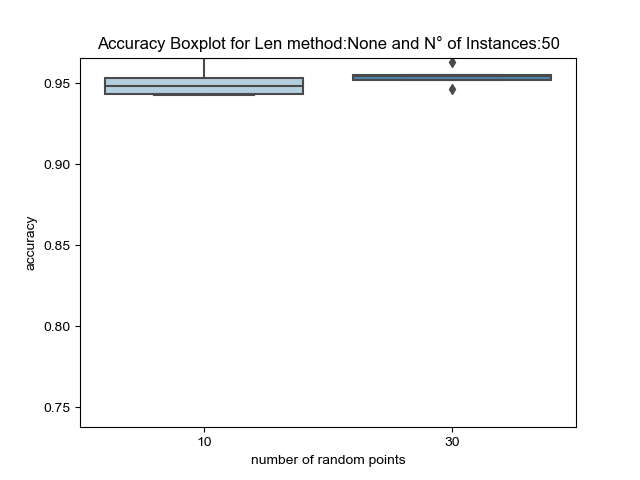 Accuracy Boxplot for Len method:None and N° of Instances:50
0.95
0.90
0.85
0.80
0.75
accuracy
10 30
number of random points